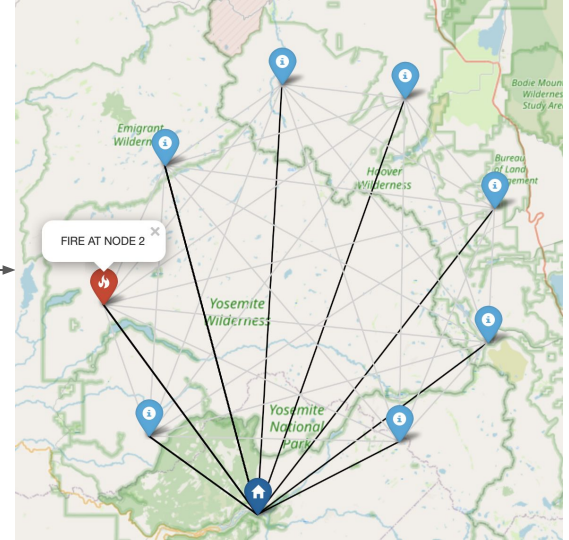 Emigrant
Wilderness
Hoover
Wilderness
Bodie Mount
Wilderness
Study Area
Bureau
of Land
×
FIRE AT NODE 2
Yosemite
Wilderness
Yosemite
National
Park